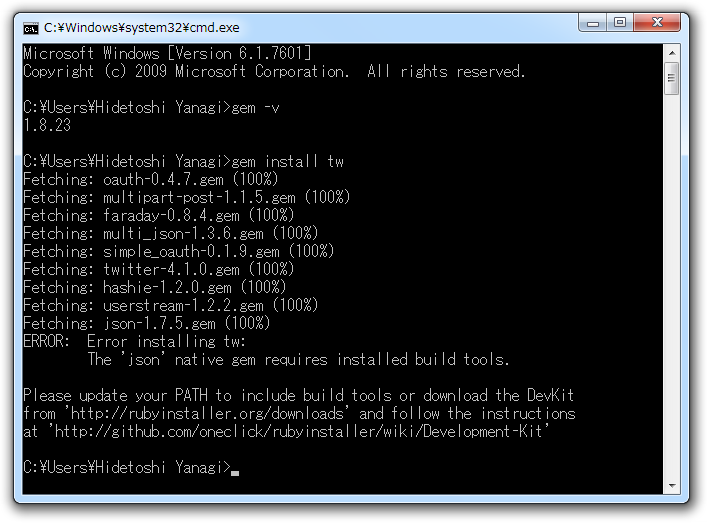 C:¥Windows¥system32¥cmd.exe
Microsoft Windows [Version 6.1.7601]
Copyright (c) 2009 Microsoft Corporation.  All rights reserved.
C:¥Users¥Hidetoshi Yanagi>gem -v
1.8.23
C:¥Users¥Hidetoshi Yanagi>gem install tw
Fetching: oauth-0.4.7.gem (100%)
Fetching: multipart-post-1.1.5.gem (100%)
Fetching: faraday-0.8.4.gem (100%)
Fetching: multi_json-1.3.6.gem (100%)
Fetching: simple_oauth-0.1.9.gem (100%)
Fetching: twitter-4.1.0.gem (100%)
Fetching: hashie-1.2.0.gem (100%)
Fetching: userstream-1.2.2.gem (100%)
Fetching: json-1.7.5.gem (100%)
ERROR:  Error installing tw:
The 'json' native gem requires installed build tools.
Please update your PATH to include build tools or download the DevKit
from 'http://rubyinstaller.org/downloads' and follow the instructions
at 'http://github.com/oneclick/rubyinstaller/wiki/Development-Kit'
C:¥Users¥Hidetoshi Yanagi>